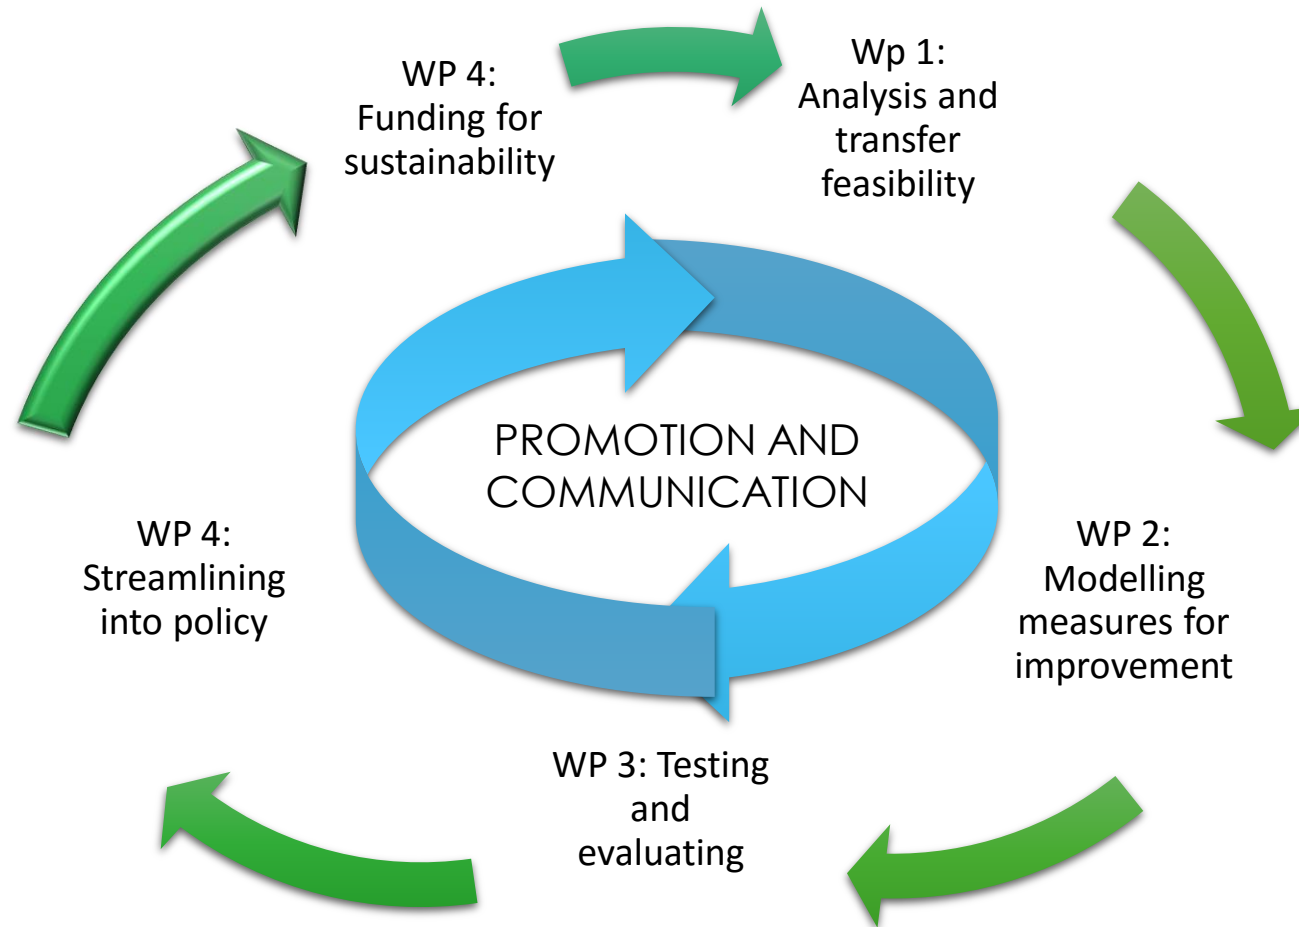 WP 4:
Funding for
sustainability
Wp 1:
Analysis and
transfer
feasibility
PROMOTION AND
COMMUNICATION
WP 4:
Streamlining
into policy
WP 2:
Modelling
measures for
improvement
WP 3: Testing
and
evaluating